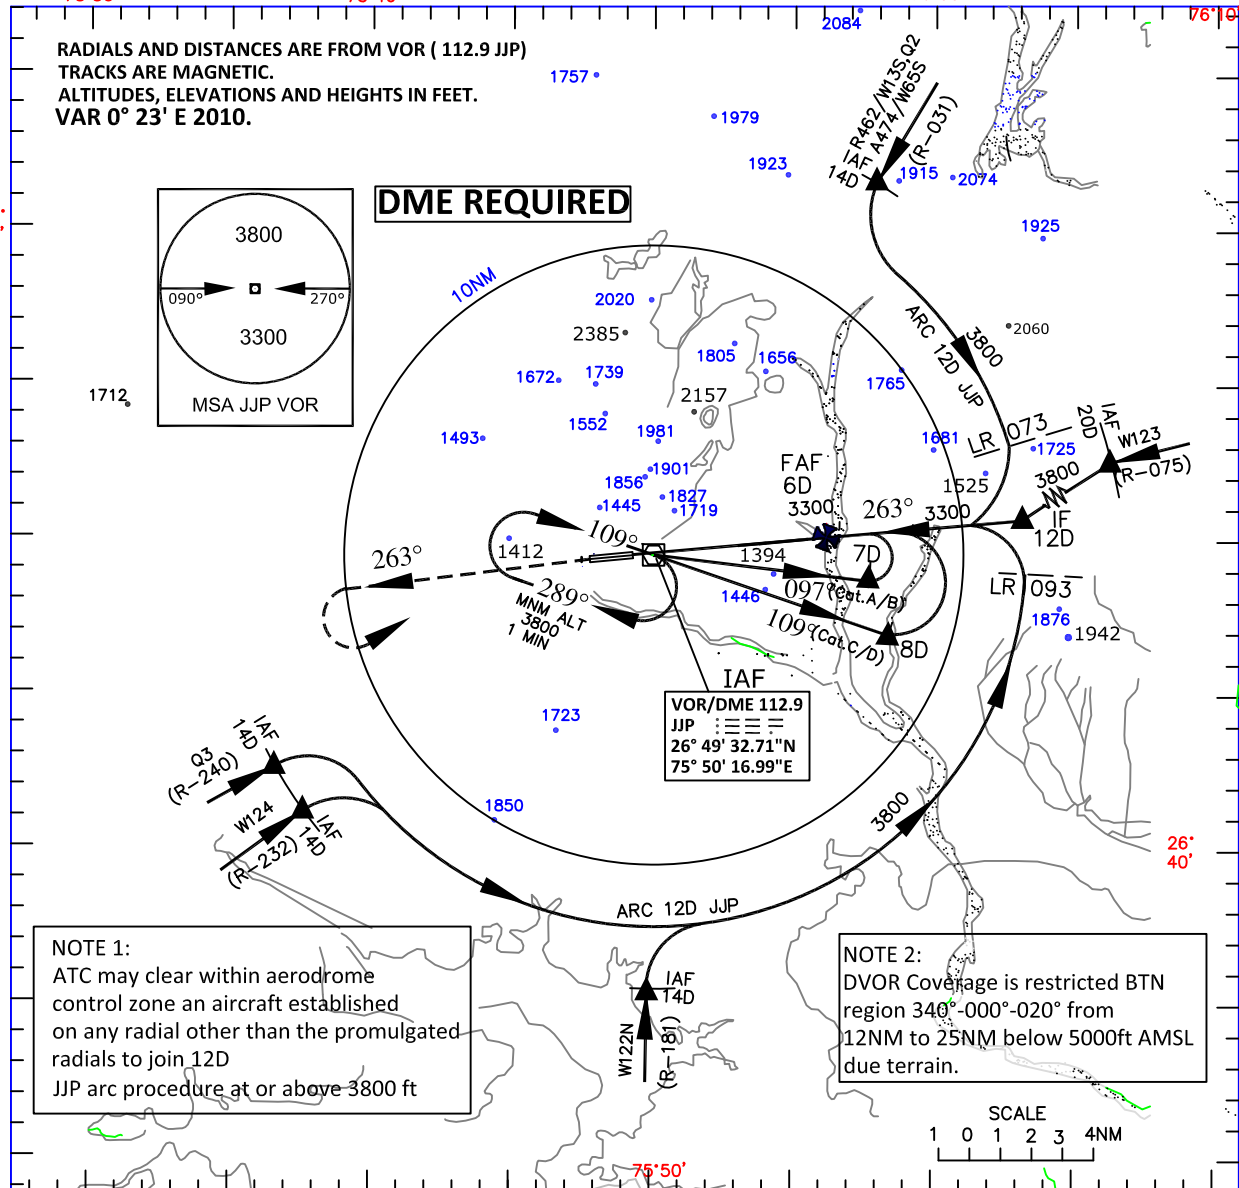 75°40'
76°10'
2084
RADIALS AND DISTANCES ARE FROM VOR ( 112.9 JJP)
TRACKS ARE MAGNETIC.
ALTITUDES, ELEVATIONS AND HEIGHTS IN FEET.
VAR 0° 23' E 2010.
1757
1979
1923
R462/W13S,Q2
A474/W65S
(R-031)
IAF
14D
1915
2074
1925
DME REQUIRED
3800
090°
270°
3300
MSA JJP VOR
10NM
2020
2385
2060
ARC 12D JJP
3800
1805
1656
1765
1672
1739
1712
2157
1552
1493
1981
1681
LR 073
IAF
20D
W123
(R-075)
1725
1901
1856
1827
1445
1719
FAF
6D
3300
263°
3300
1525
3800
IF
12D
109°
1412
263°
289°
MNM ALT
3800
1 MIN
1394
7D
1446
097°(Cat.A/B)
109°(Cat.C/D)
8D
LR 093
1876
1942
IAF
VOR/DME 112.9
JJP
26° 49' 32.71"N
75° 50' 16.99"E
1723
IAF
14D
Q3
(R-240)
W124
(R-232)
IAF
14D
1850
3800
26°
40'
ARC 12D JJP
NOTE 1:
ATC may clear within aerodrome
control zone an aircraft established
on any radial other than the promulgated
radials to join 12D
JJP arc procedure at or above 3800 ft
IAF
14D
W122N
(R-181)
NOTE 2:
DVOR Coverage is restricted BTN
region 340°-000°-020° from
12NM to 25NM below 5000ft AMSL
due terrain.
SCALE
1 0 1 2 3 4NM
75°50'